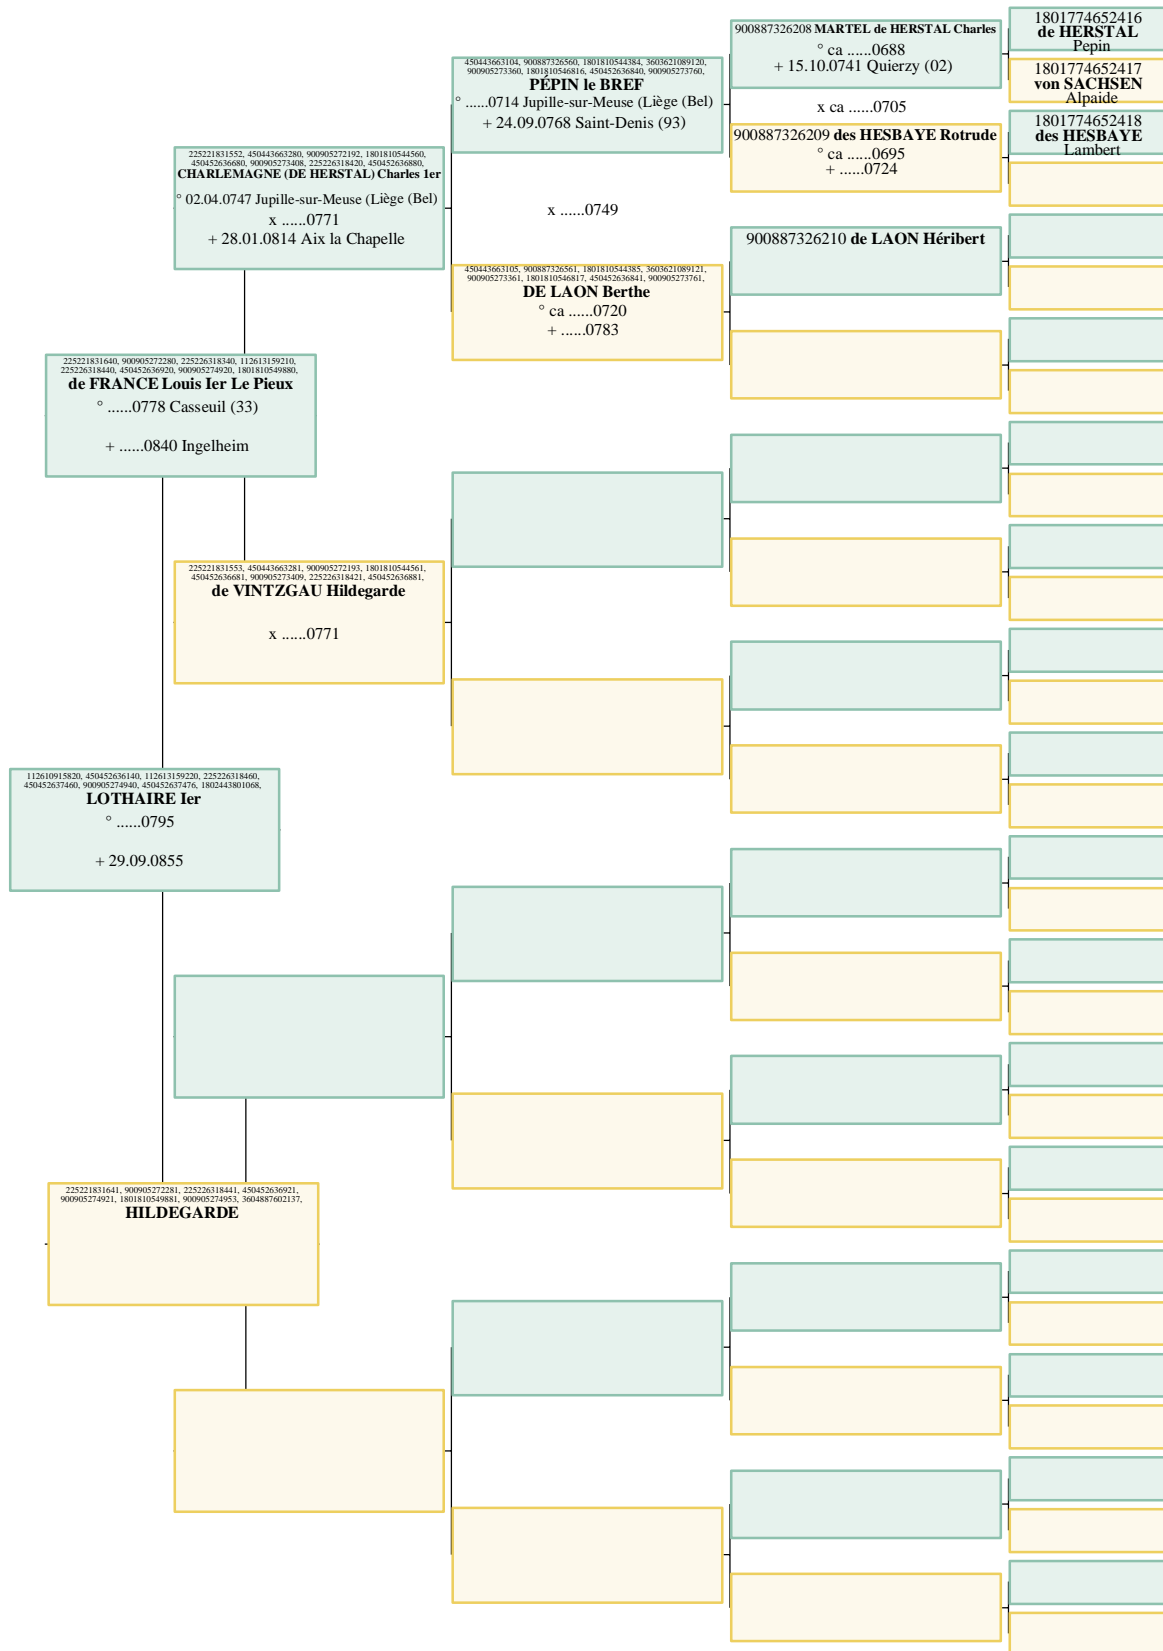 900887326208 MARTEL de HERSTAL Charles
° ca ......0688
+ 15.10.0741 Quierzy (02)
1801774652416
de HERSTAL
Pepin
1801774652417
von SACHSEN
Alpaide
450443663104, 900887326560, 1801810544384, 3603621089120,
900905273360, 1801810546816, 450452636840, 900905273760,
PÉPIN le BREF
° ......0714 Jupille-sur-Meuse (Liège (Bel)
+ 24.09.0768 Saint-Denis (93)
x ca ......0705
1801774652418
des HESBAYE
Lambert
900887326209 des HESBAYE Rotrude
° ca ......0695
+ ......0724
225221831552, 450443663280, 900905272192, 1801810544560,
450452636680, 900905273408, 225226318420, 450452636880,
CHARLEMAGNE (DE HERSTAL) Charles 1er
° 02.04.0747 Jupille-sur-Meuse (Liège (Bel)
x ......0771
+ 28.01.0814 Aix la Chapelle
x ......0749
900887326210 de LAON Héribert
450443663105, 900887326561, 1801810544385, 3603621089121,
900905273361, 1801810546817, 450452636841, 900905273761,
DE LAON Berthe
° ca ......0720
+ ......0783
225221831640, 900905272280, 225226318340, 112613159210,
225226318440, 450452636920, 900905274920, 1801810549880,
de FRANCE Louis Ier Le Pieux
° ......0778 Casseuil (33)
+ ......0840 Ingelheim
225221831553, 450443663281, 900905272193, 1801810544561,
450452636681, 900905273409, 225226318421, 450452636881,
de VINTZGAU Hildegarde
x ......0771
112610915820, 450452636140, 112613159220, 225226318460,
450452637460, 900905274940, 450452637476, 1802443801068,
LOTHAIRE Ier
° ......0795
+ 29.09.0855
225221831641, 900905272281, 225226318441, 450452636921,
900905274921, 1801810549881, 900905274953, 3604887602137,
HILDEGARDE